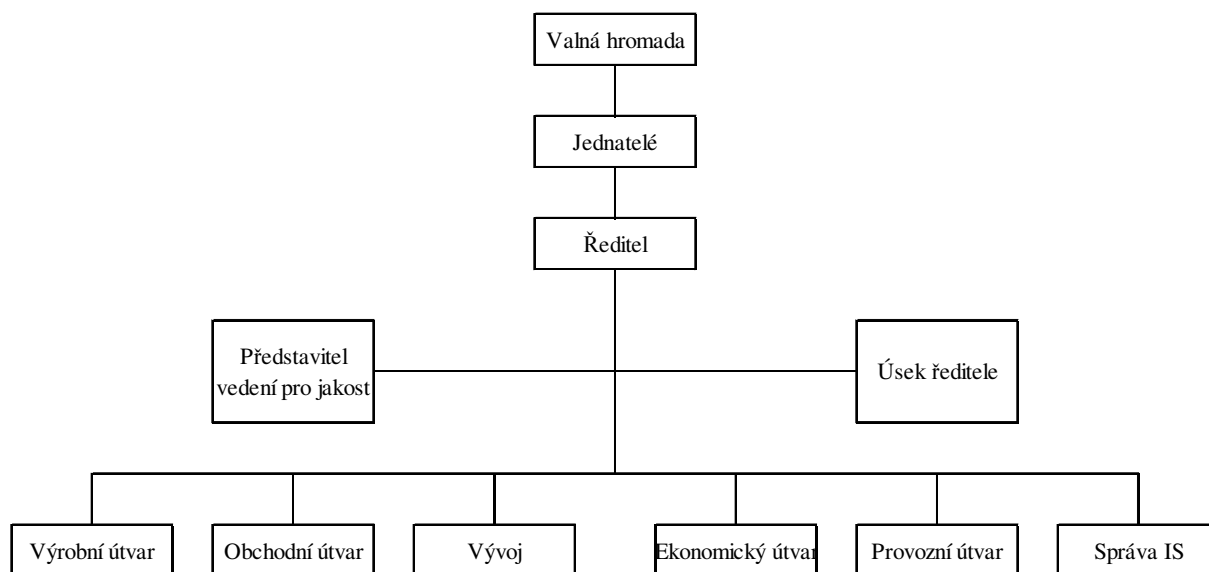 Valná hromada
Jednatelé
Ředitel
Představitel
vedení pro jakost
Úsek ředitele
Výrobní útvar
Obchodní útvar
Vývoj
Ekonomický útvar
Provozní útvar
Správa IS